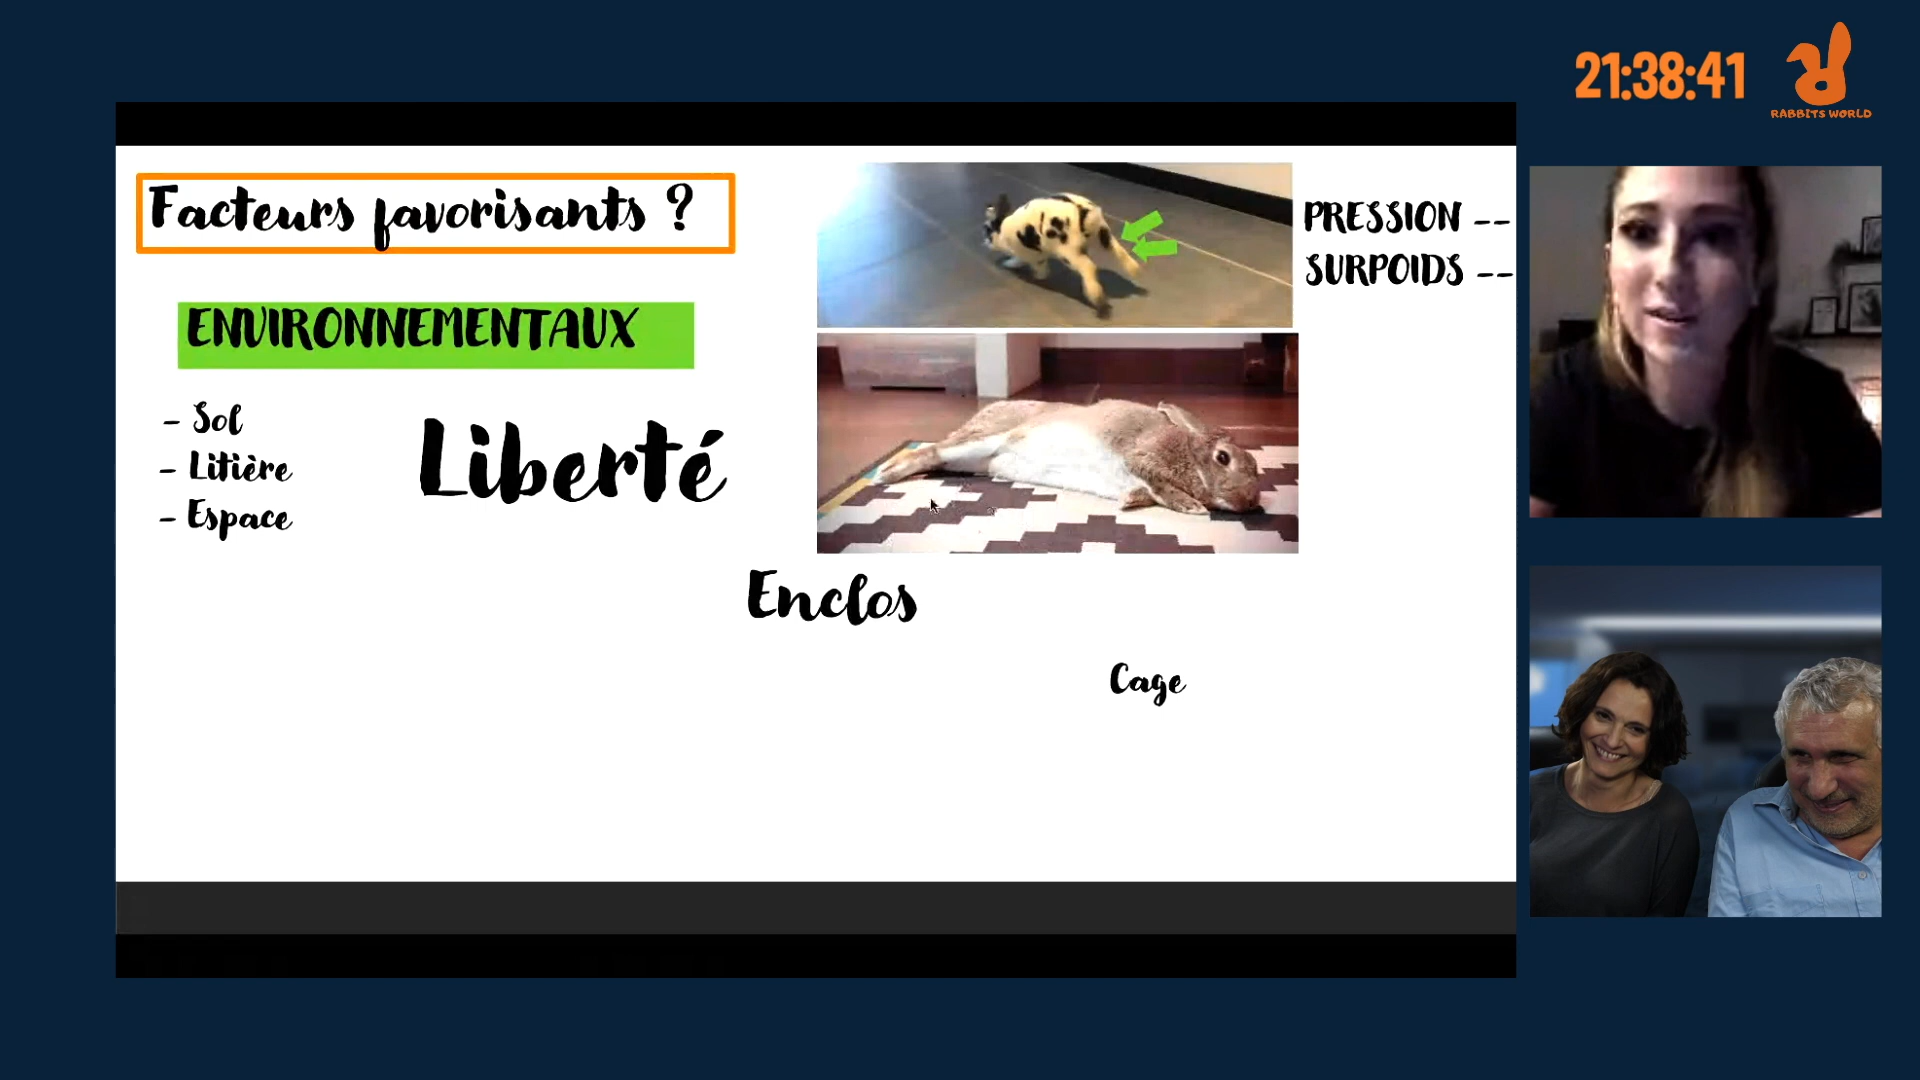 21:38:41
RABBITS WORLD
Facteurs favorisants ?
PRESSION --
SURPOIDS --
ENVIRONNEMENTAUX
- Sol
- Litière
- Espace
Liberté
Enclos
Cage